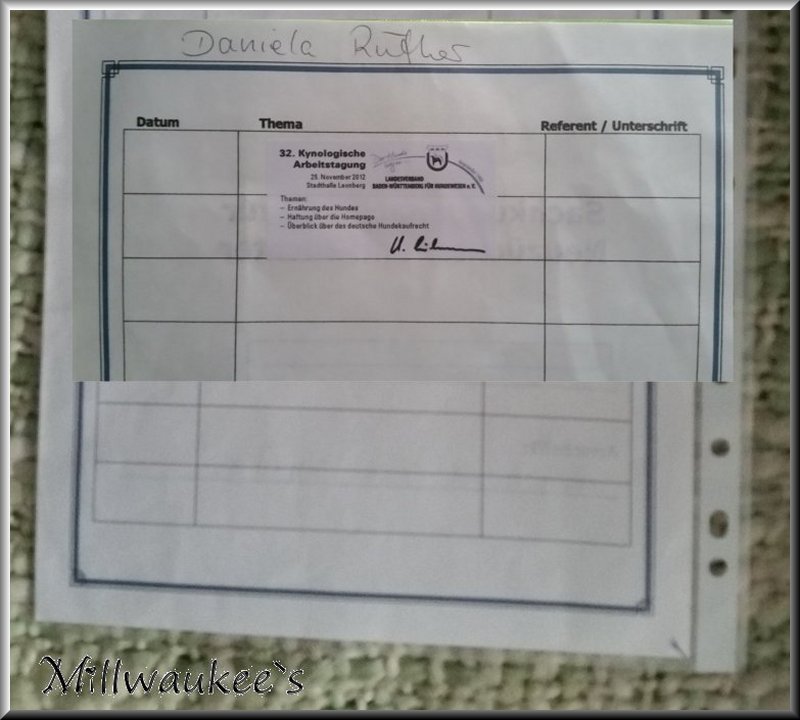 Daniela Rüther
Datum Thema Referent / Unterschrift
32. Kynologische
Arbeitstagung
25. November 2012
Stadthalle Leonberg
LANDESVERBAND
BADEN-WÜRTTEMBERG FÜR HUNDEWESEN e.V.
Themen:
– Ernährung des Hundes
– Haftung über die Homepage
– Überblick über das deutsche Hundekaufrecht
Millwaukee`s